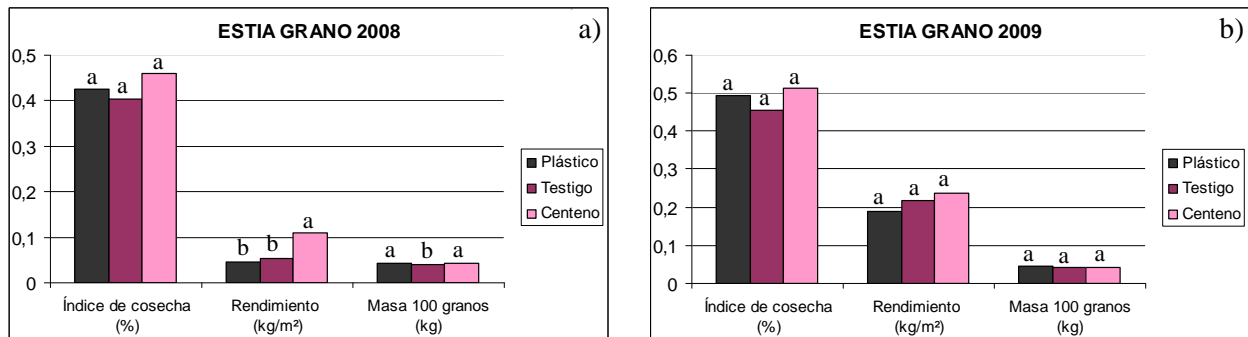 ESTIA GRANO 2008
a)
0,5
0,4
0,3
0,2
0,1
0
a a a
b b a
a b a
Índice de cosecha
(%)
Rendimiento
(kg/m²)
Masa 100 granos
(kg)
Plástico
Testigo
Centeno
ESTIA GRANO 2009
b)
0,6
0,5
0,4
0,3
0,2
0,1
0
a a a
a a a
a a a
Índice de cosecha
(%)
Rendimiento
(kg/m²)
Masa 100 granos
(kg)
Plástico
Testigo
Centeno